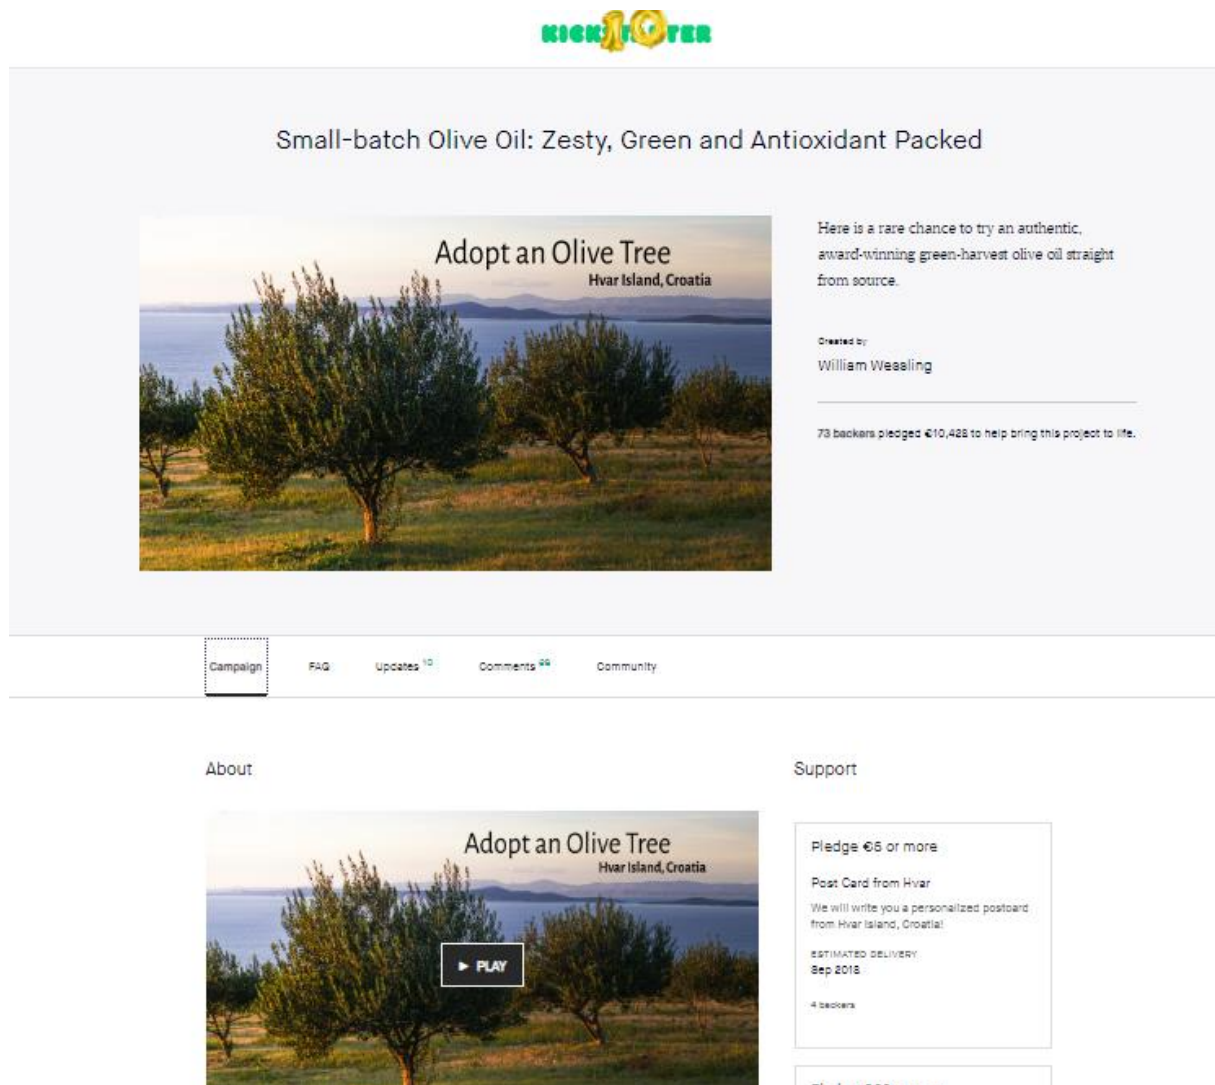 KICKSTARTER
10
Small-batch Olive Oil: Zesty, Green and Antioxidant Packed
Adopt an Olive Tree
Hvar Island, Croatia
Here is a rare chance to try an authentic,
award-winning green-harvest olive oil straight
from source.
Created by
William Wessling
73 backers pledged €10,428 to help bring this project to life.
Campaign
FAQ
Updates 10
Comments
Community
About
Support
Adopt an Olive Tree
Hvar Island, Croatia
► PLAY
Pledge €5 or more
Post Card from Hvar
We will write you a personalized postcard
from Hvar Island, Croatia!
ESTIMATED DELIVERY
Sep 2018
4 backers